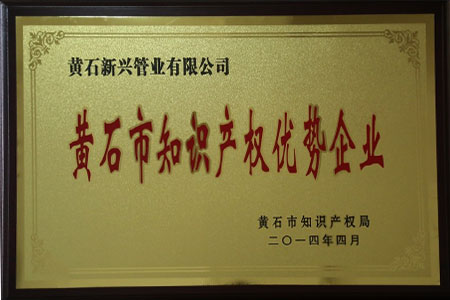 黄石新兴管业有限公司
黄石市知识产权优势企业
黄石市知识产权局
二〇一四年四月